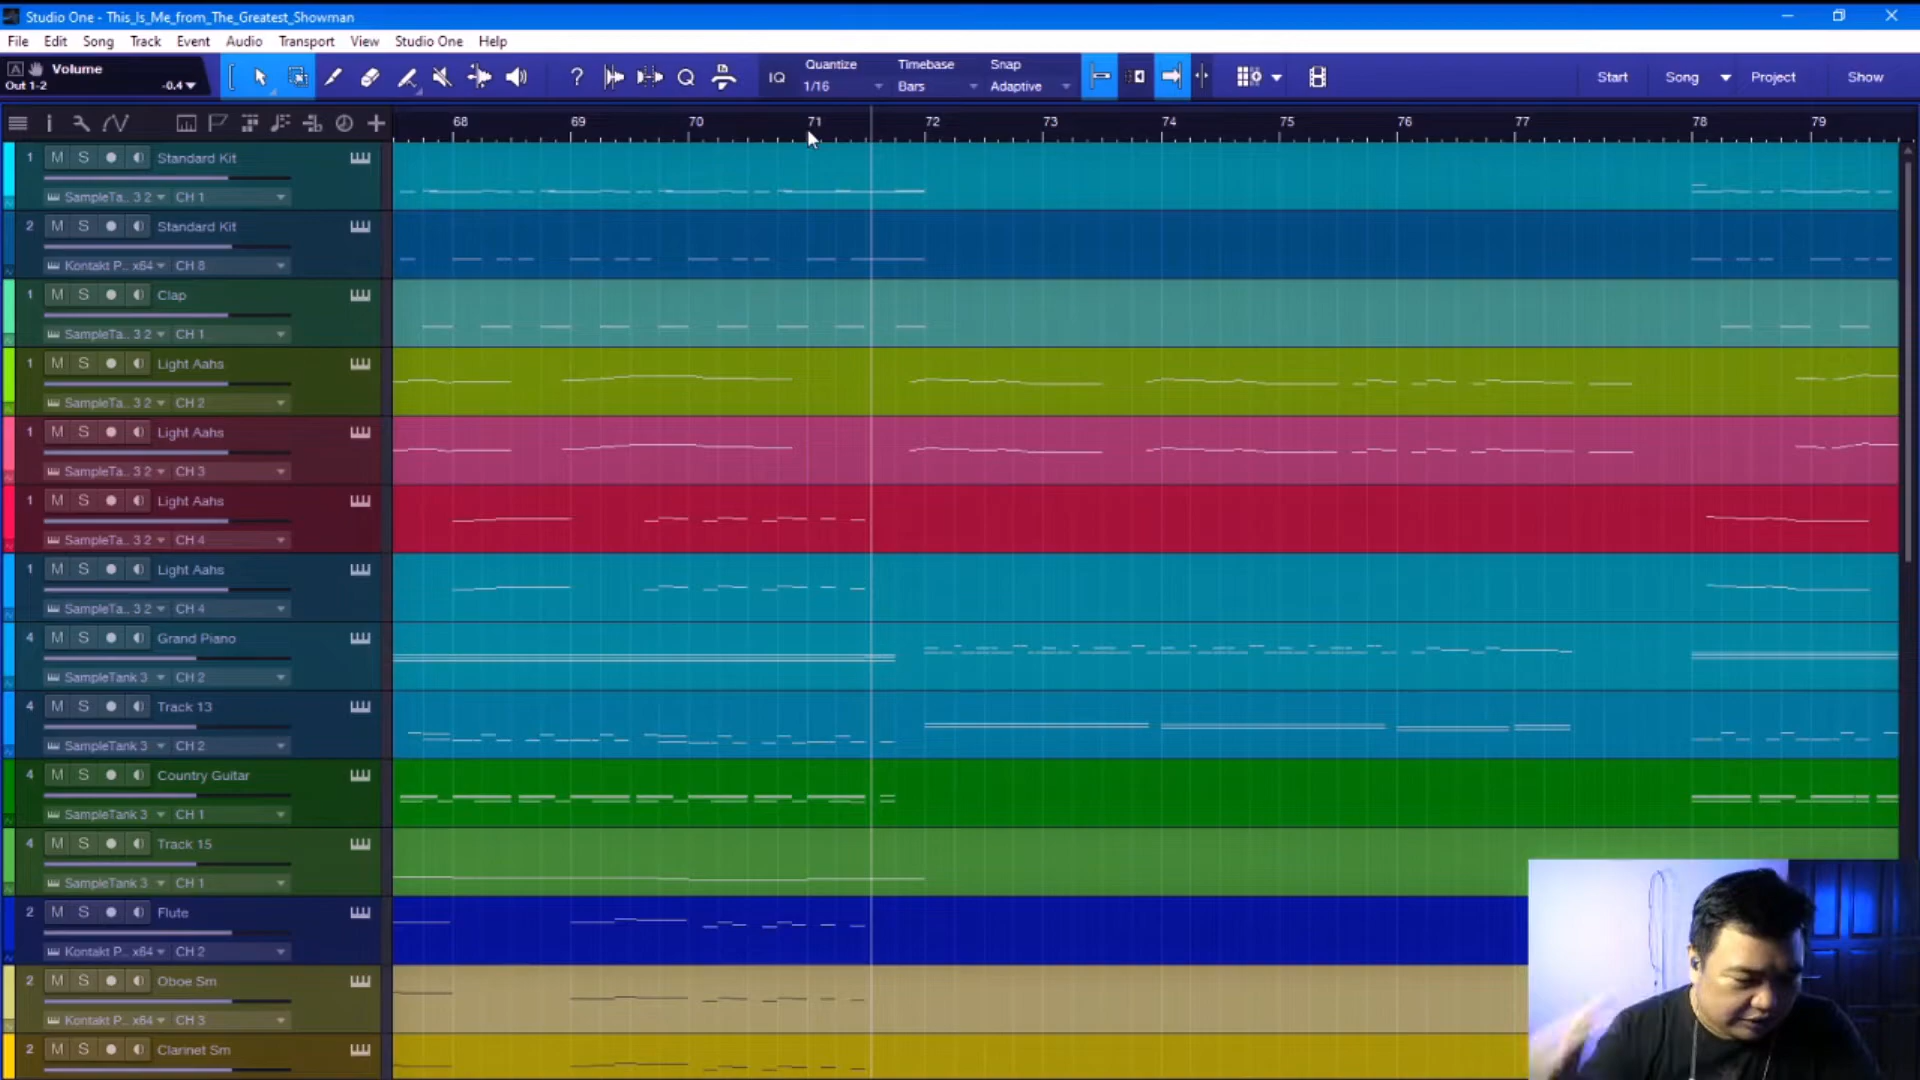 Studio One - This_Is_Me_from_The_Greatest_Showman
File Edit Song Track Event Audio Transport View Studio One Help
A Volume
Out 1-2 -0.4
? Q IQ
Quantize Timebase Snap
1/16 Bars Adaptive
Start Song Project Show
68 69 70 71 72 73 74 75 76 77 78 79
1 M S Standard Kit
SampleTa.. 3 2 CH 1
2 M S Standard Kit
Kontakt P.. x64 CH 8
1 M S Clap
SampleTa.. 3 2 CH 1
1 M S Light Aahs
SampleTa.. 3 2 CH 2
1 M S Light Aahs
SampleTa.. 3 2 CH 3
1 M S Light Aahs
SampleTa.. 3 2 CH 4
1 M S Light Aahs
SampleTa.. 3 2 CH 4
4 M S Grand Piano
SampleTank 3 CH 2
4 M S Track 13
SampleTank 3 CH 2
4 M S Country Guitar
SampleTank 3 CH 1
4 M S Track 15
SampleTank 3 CH 1
2 M S Flute
Kontakt P.. x64 CH 2
2 M S Oboe Sm
Kontakt P.. x64 CH 3
2 M S Clarinet Sm